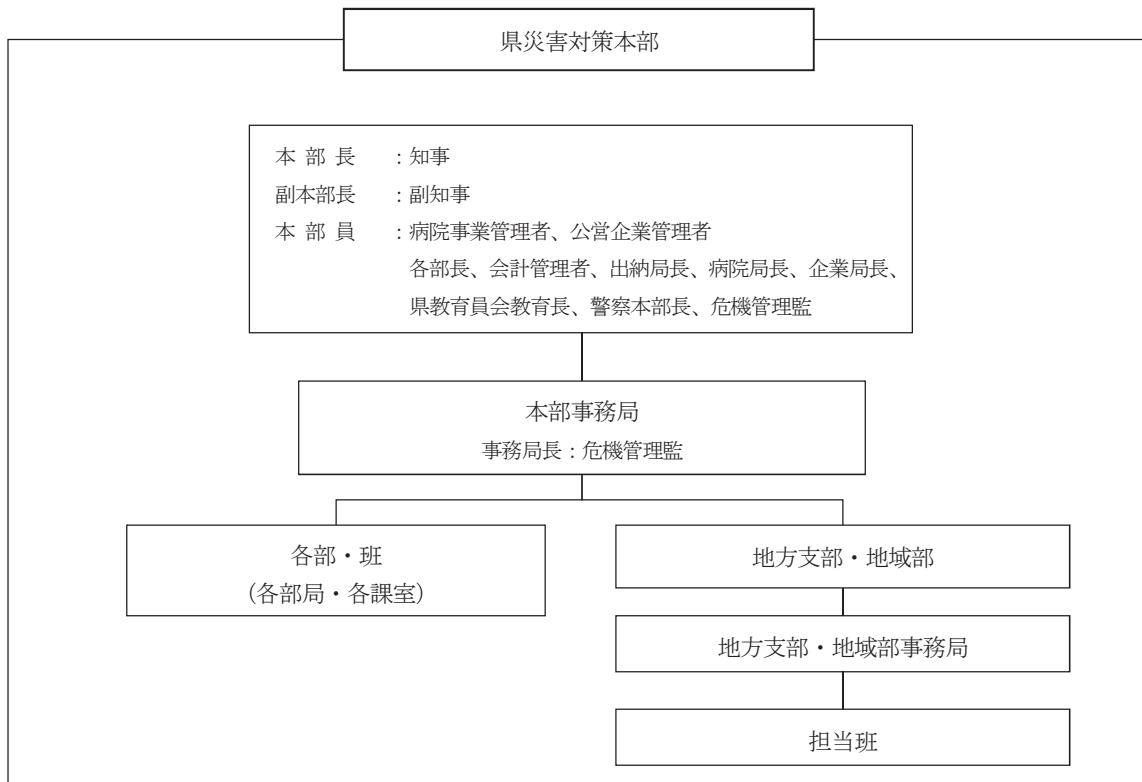 県災害対策本部
本 部 長 ：知事
副本部長 ：副知事
本 部 員 ：病院事業管理者、公営企業管理者
各部長、会計管理者、出納局長、病院局長、企業局長、
県教育員会教育長、警察本部長、危機管理監
本部事務局
事務局長：危機管理監
各部・班
（各部局・各課室）
地方支部・地域部
地方支部・地域部事務局
担当班